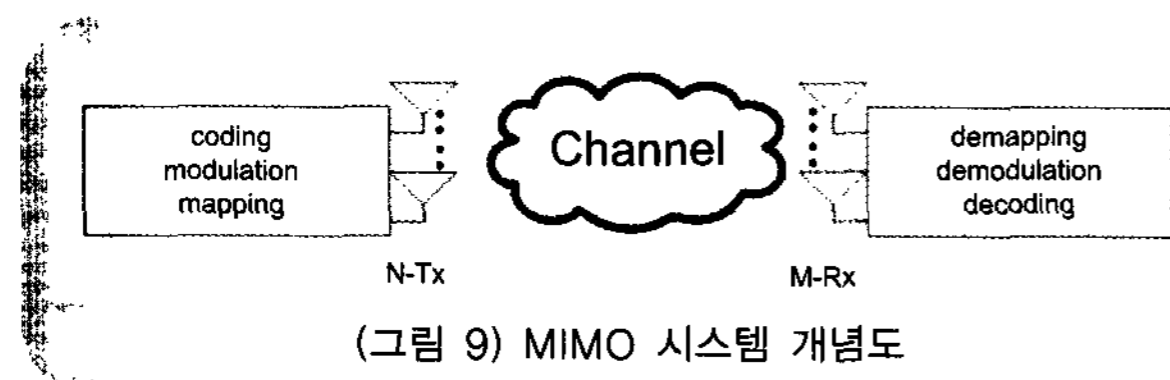 coding
modulation
mapping
Channel
demapping
demodulation
decoding
N-Tx
M-Rx
(그림 9) MIMO 시스템 개념도